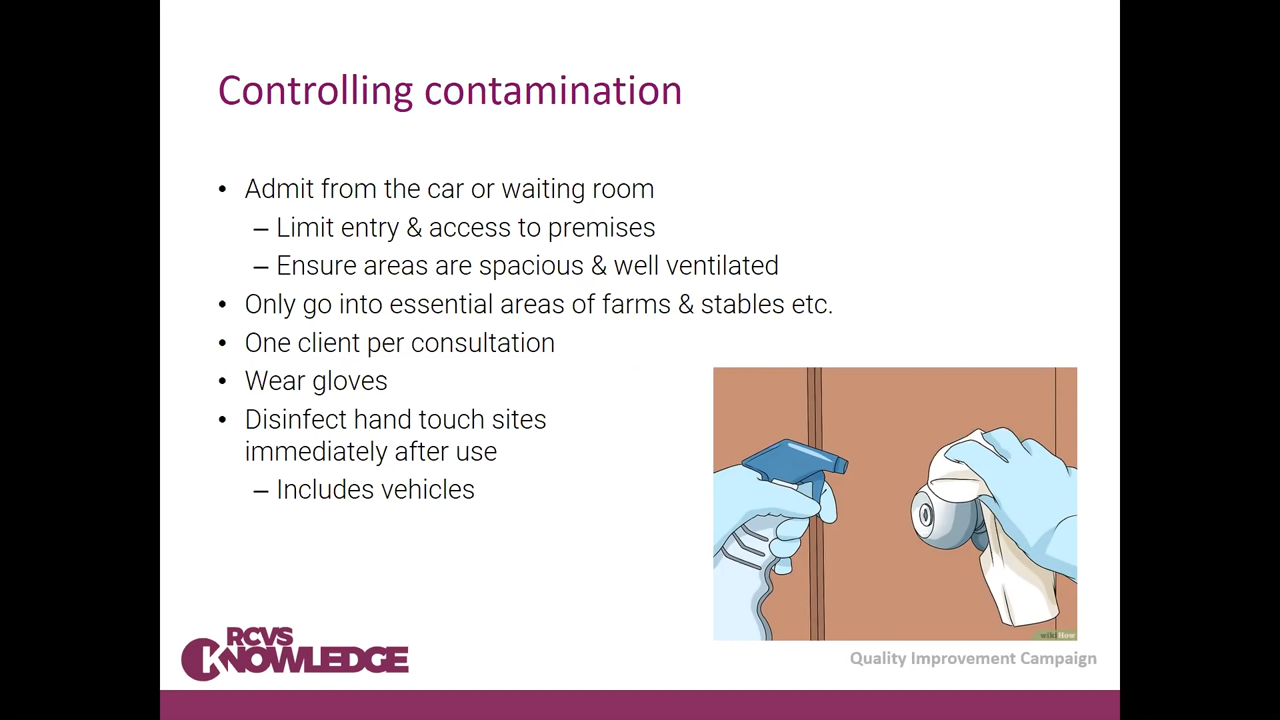 Controlling contamination
• Admit from the car or waiting room
– Limit entry & access to premises
– Ensure areas are spacious & well ventilated
• Only go into essential areas of farms & stables etc.
• One client per consultation
• Wear gloves
• Disinfect hand touch sites
immediately after use
– Includes vehicles
wikiHow
RCVS
KNOWLEDGE
Quality Improvement Campaign